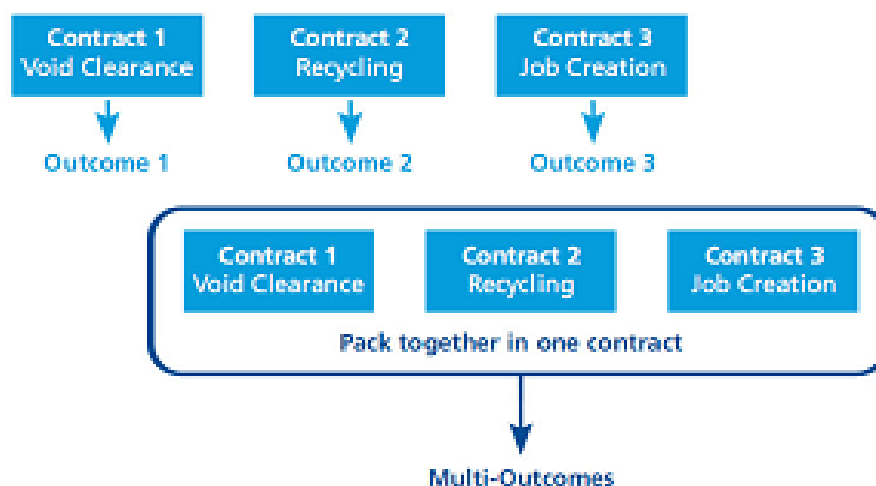 Contract 1
Void Clearance
Contract 2
Recycling
Contract 3
Job Creation
Outcome 1
Outcome 2
Outcome 3
Contract 1
Void Clearance
Contract 2
Recycling
Contract 3
Job Creation
Pack together in one contract
Multi-Outcomes